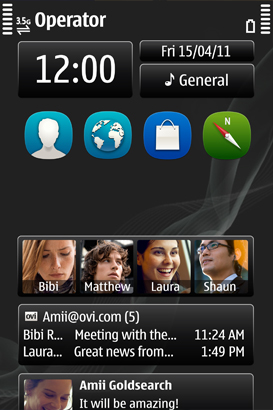 3.5G Operator
12:00
Fri 15/04/11
General
N
Bibi Matthew Laura Shaun
ovi Amii@ovi.com (5)
Bibi R... Meeting with the... 11:24 AM
Laura... Great news from... 1:49 PM
Amii Goldsearch
It will be amazing!